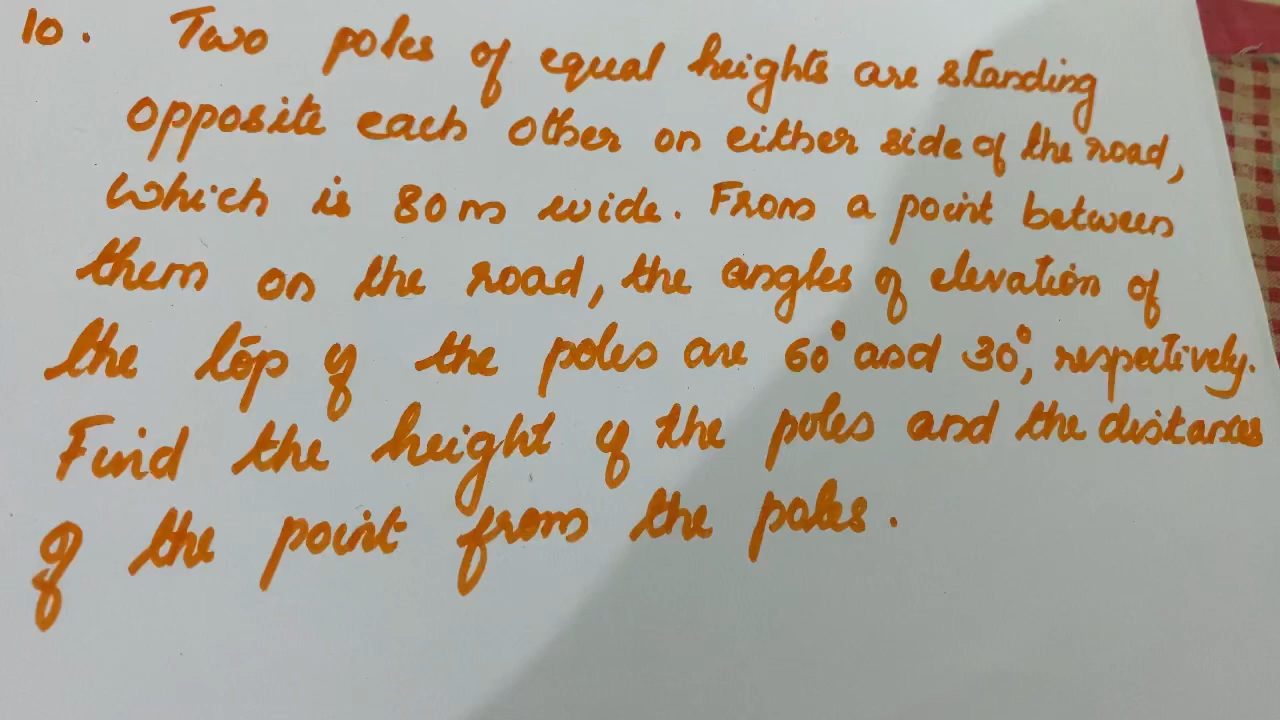 10. Two poles of equal heights are standing
opposite each other on either side of the road,
which is 80m wide. From a point between
them on the road, the angles of elevation of
the top of the poles are 60° and 30°, respectively.
Find the height of the poles and the distances
of the point from the poles.